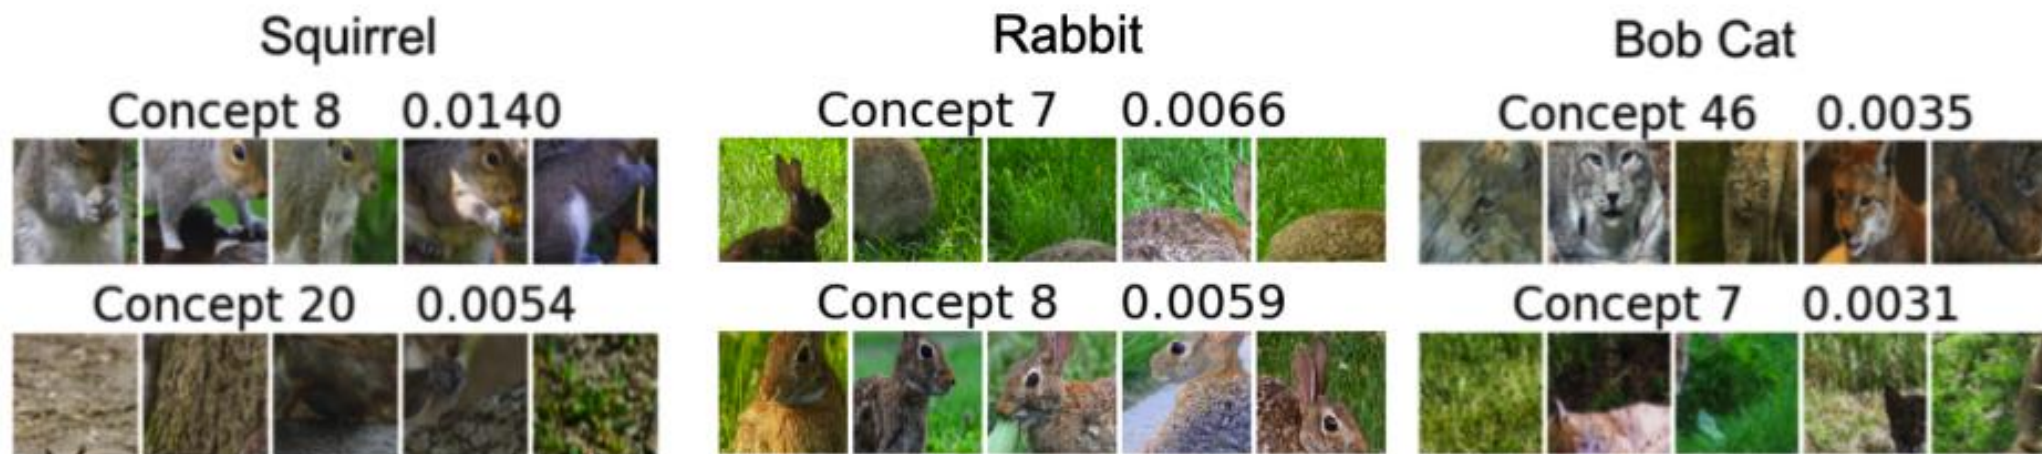 Squirrel
Concept 8 0.0140
Concept 20 0.0054
Rabbit
Concept 7 0.0066
Concept 8 0.0059
Bob Cat
Concept 46 0.0035
Concept 7 0.0031